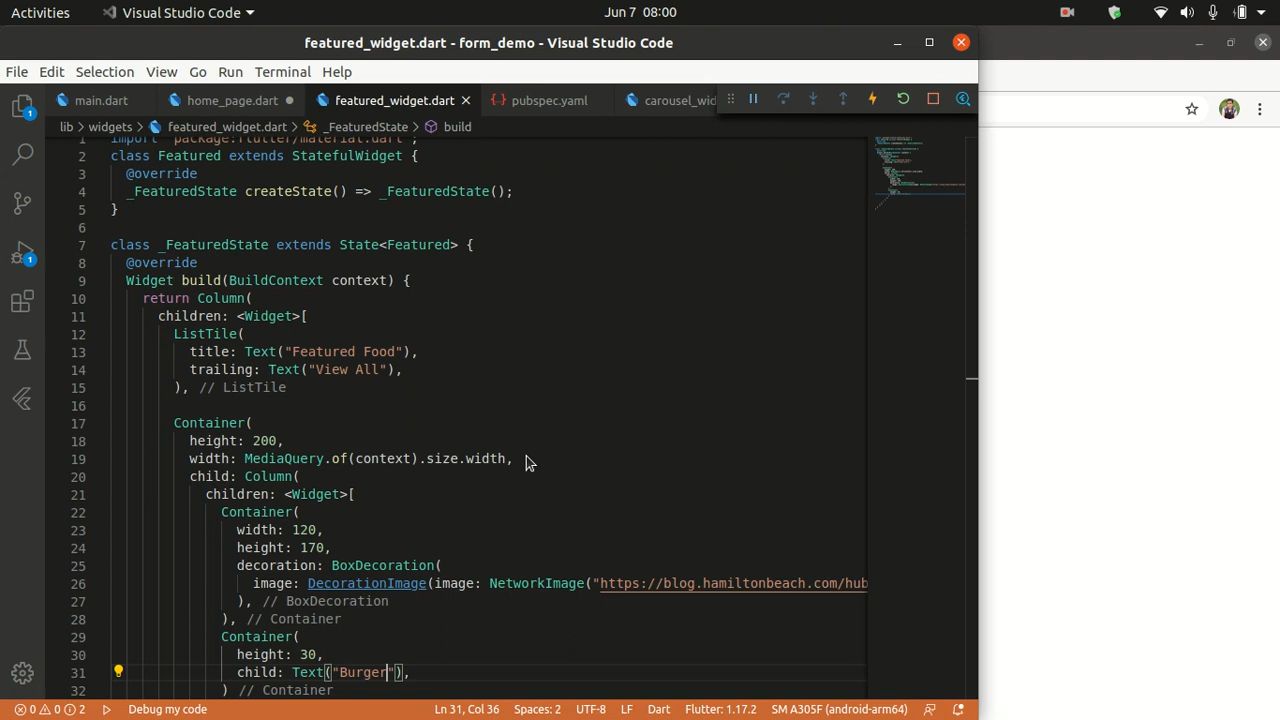 Activities Visual Studio Code Jun 7 08:00
featured_widget.dart - form_demo - Visual Studio Code
File Edit Selection View Go Run Terminal Help
main.dart home_page.dart featured_widget.dart pubspec.yaml carousel_wid
lib widgets featured_widget.dart _FeaturedState build
1 import 'package:flutter/material.dart';
2 class Featured extends StatefulWidget {
3 @override
4 _FeaturedState createState() => _FeaturedState();
5 }
6
7 class _FeaturedState extends State<Featured> {
8 @override
9 Widget build(BuildContext context) {
10 return Column(
11 children: <Widget>[
12 ListTile(
13 title: Text("Featured Food"),
14 trailing: Text("View All"),
15 ), // ListTile
16
17 Container(
18 height: 200,
19 width: MediaQuery.of(context).size.width,
20 child: Column(
21 children: <Widget>[
22 Container(
23 width: 120,
24 height: 170,
25 decoration: BoxDecoration(
26 image: DecorationImage(image: NetworkImage("https://blog.hamiltonbeach.com/hub
27 ), // BoxDecoration
28 ), // Container
29 Container(
30 height: 30,
31 child: Text("Burger"),
32 ) // Container
1
1
0 0 2 Debug my code Ln 31, Col 36 Spaces: 2 UTF-8 LF Dart Flutter: 1.17.2 SM A305F (android-arm64)